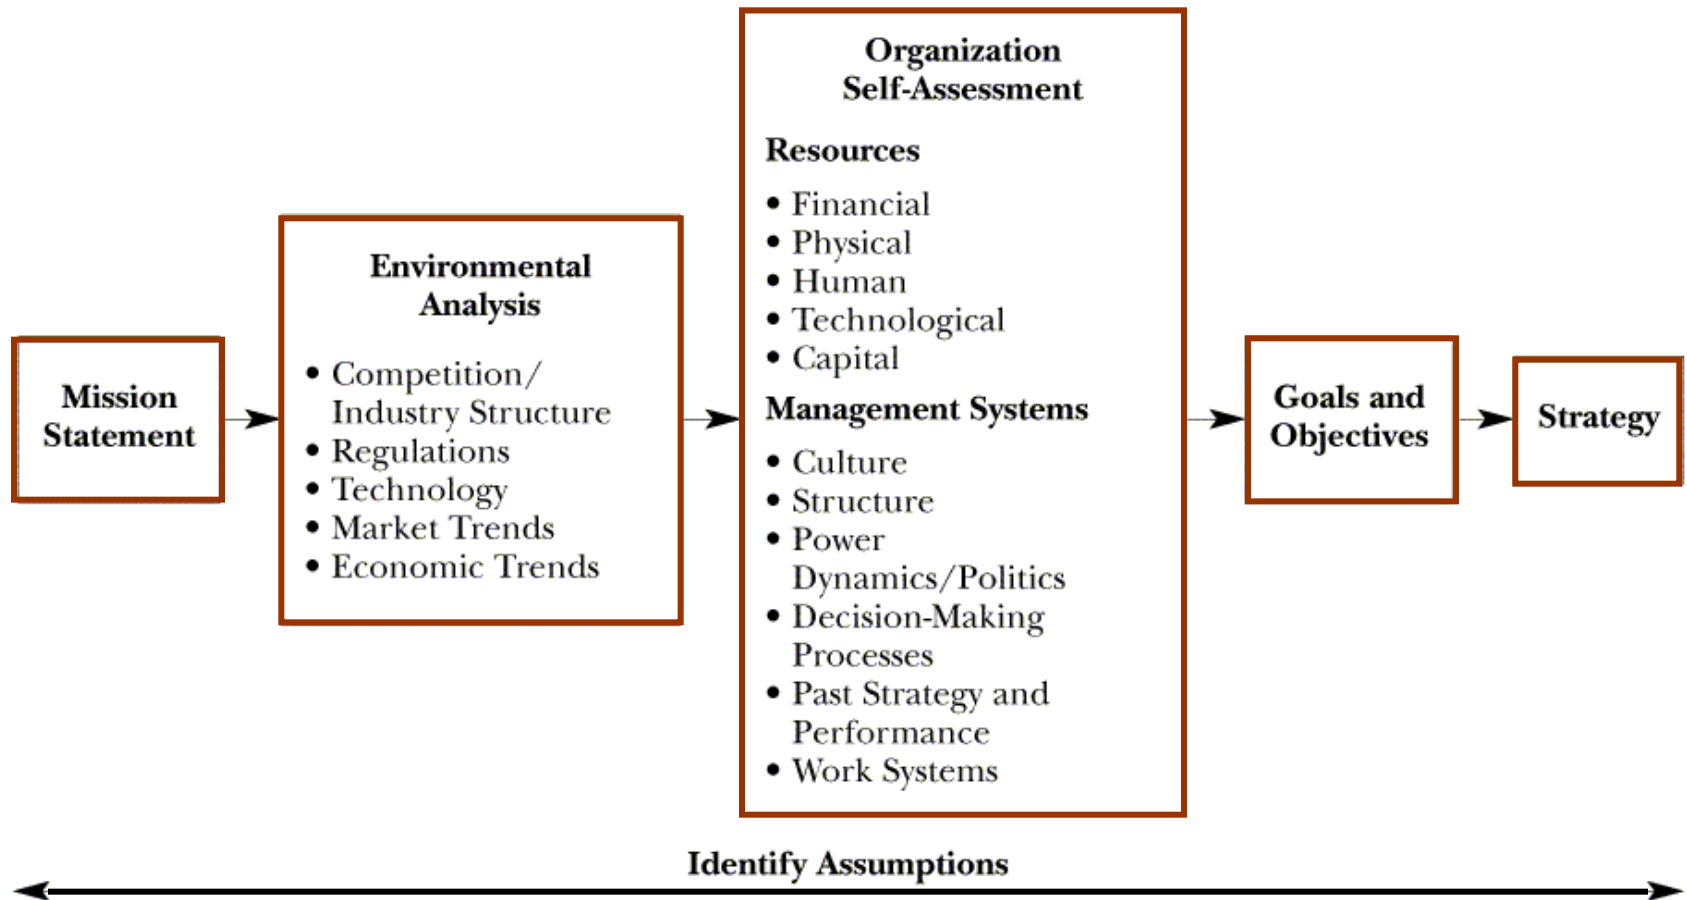 Mission
Statement
Environmental
Analysis
• Competition/
Industry Structure
• Regulations
• Technology
• Market Trends
• Economic Trends
Organization
Self-Assessment
Resources
• Financial
• Physical
• Human
• Technological
• Capital
Management Systems
• Culture
• Structure
• Power
Dynamics/Politics
• Decision-Making
Processes
• Past Strategy and
Performance
• Work Systems
Goals and
Objectives
Strategy
Identify Assumptions